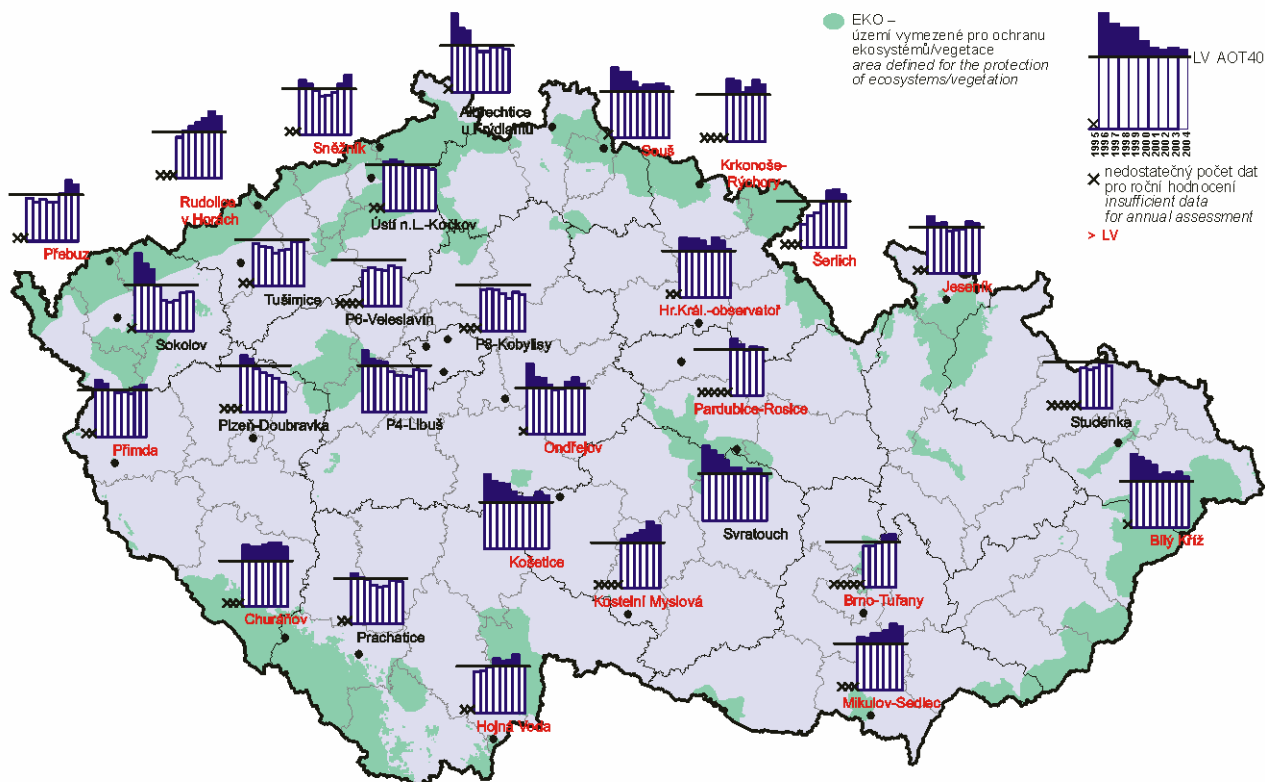 EKO –
území vymezené pro ochranu
ekosystémů/vegetace
area defined for the protection
of ecosystems/vegetation
LV AOT40
1995
1996
1997
1998
1999
2000
2001
2002
2003
2004
nedostatečný počet dat
pro roční hodnocení
insufficient data
for annual assessment
> LV
Albrechtice
u Frýdlantu
Sněžník
Souš
Krkonoše-
Rýchory
Rudolice
v Horách
Ústí n.L.-Kočkov
Přebuz
Šerlich
Jeseník
Tušimice
P6-Veleslavín
Hr.Král.-observatoř
Sokolov
P8-Kobylisy
Přimda
Plzeň-Doubravka
P4-Libuš
Ondřejov
Pardubice-Rosice
Studénka
Svratouch
Bílý Kříž
Košetice
Kostelní Myslová
Brno-Tuřany
Churáňov
Prachatice
Mikulov-Sedlec
Hojná Voda